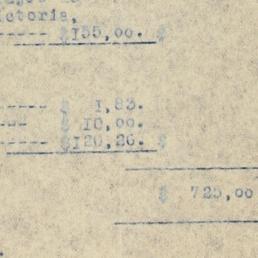 ictoria,
----- $155,00. $
----- $ 1,83.
--- $ 10,00.
----- $120,26. $
$ 725,00